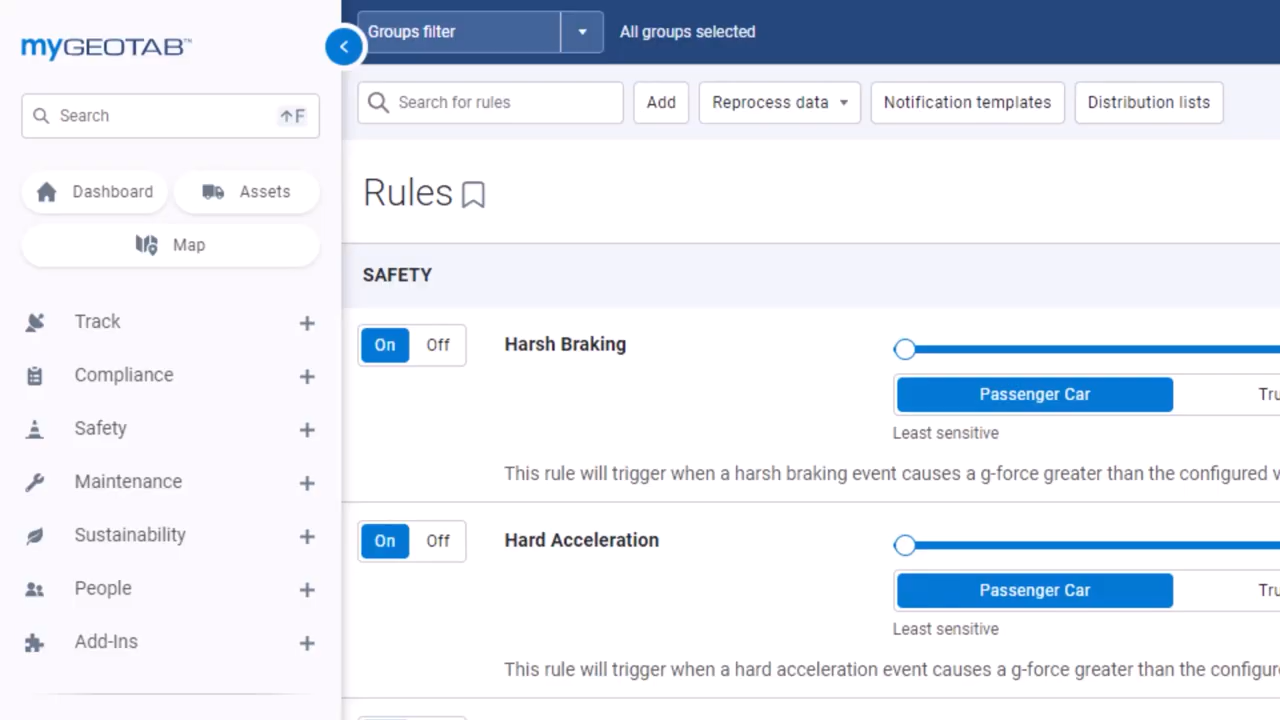 myGEOTAB™
Search
F
Dashboard
Assets
Map
Track
Compliance
Safety
Maintenance
Sustainability
People
Add-Ins
Groups filter
All groups selected
Search for rules
Add
Reprocess data
Notification templates
Distribution lists
Rules
SAFETY
On Off
Harsh Braking
Passenger Car
Tru
Least sensitive
This rule will trigger when a harsh braking event causes a g-force greater than the configured v
On Off
Hard Acceleration
Passenger Car
Tru
Least sensitive
This rule will trigger when a hard acceleration event causes a g-force greater than the configur